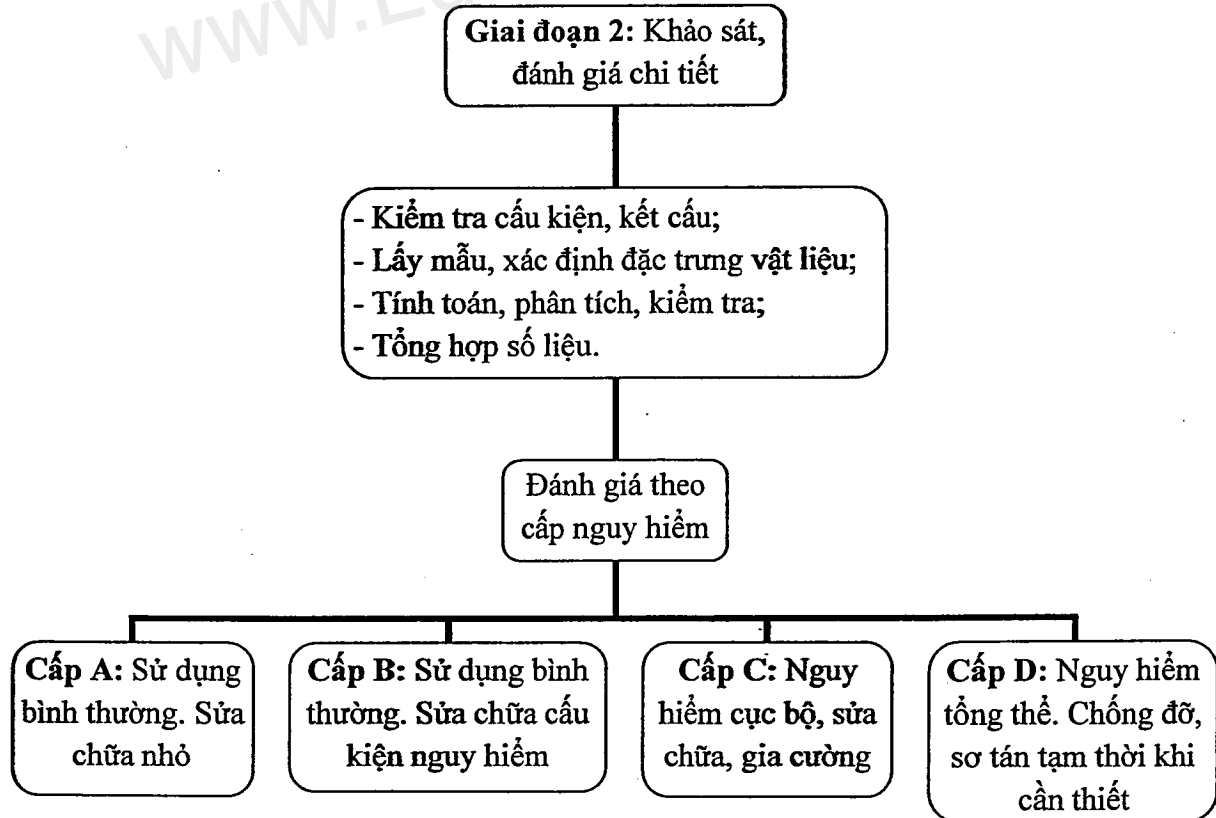 Giai đoạn 2: Khảo sát,
đánh giá chi tiết
- Kiểm tra cấu kiện, kết cấu;
- Lấy mẫu, xác định đặc trưng vật liệu;
- Tính toán, phân tích, kiểm tra;
- Tổng hợp số liệu.
Đánh giá theo
cấp nguy hiểm
Cấp A: Sử dụng
bình thường. Sửa
chữa nhỏ
Cấp B: Sử dụng bình
thường. Sửa chữa cấu
kiện nguy hiểm
Cấp C: Nguy
hiểm cục bộ, sửa
chữa, gia cường
Cấp D: Nguy hiểm
tổng thể. Chống đỡ,
sơ tán tạm thời khi
cần thiết